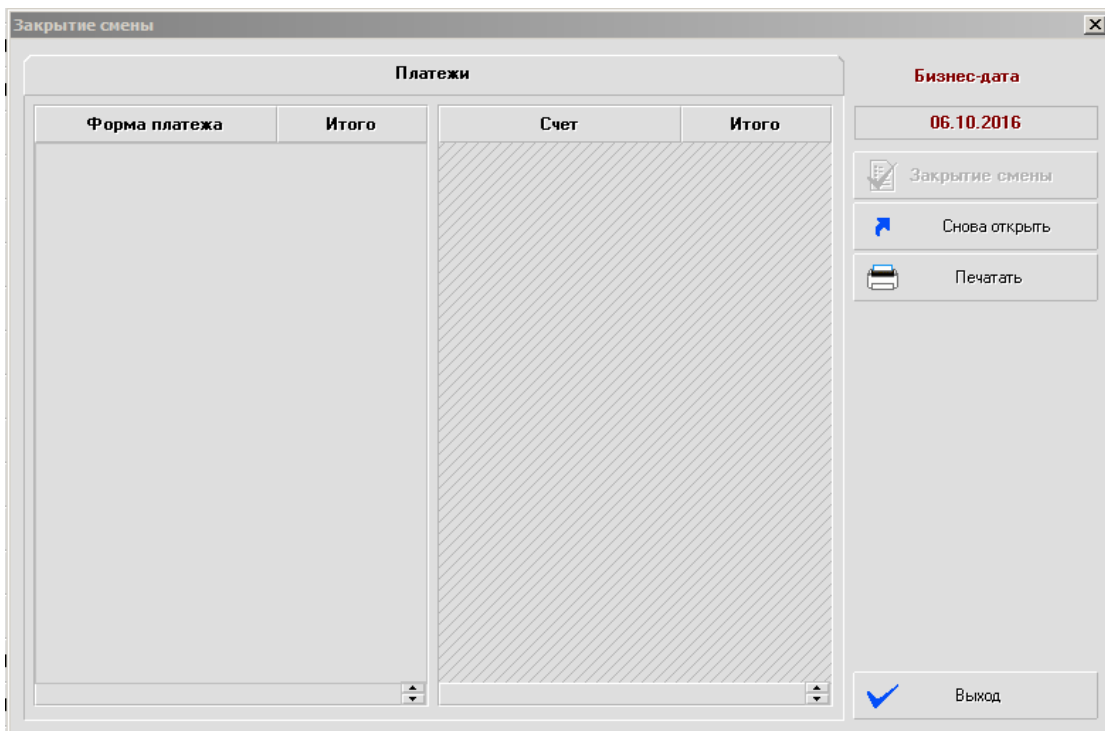 Закрытие смены
Платежи
Форма платежа Итого
Счет Итого
Бизнес-дата
06.10.2016
Закрытие смены
Снова открыть
Печатать
Выход